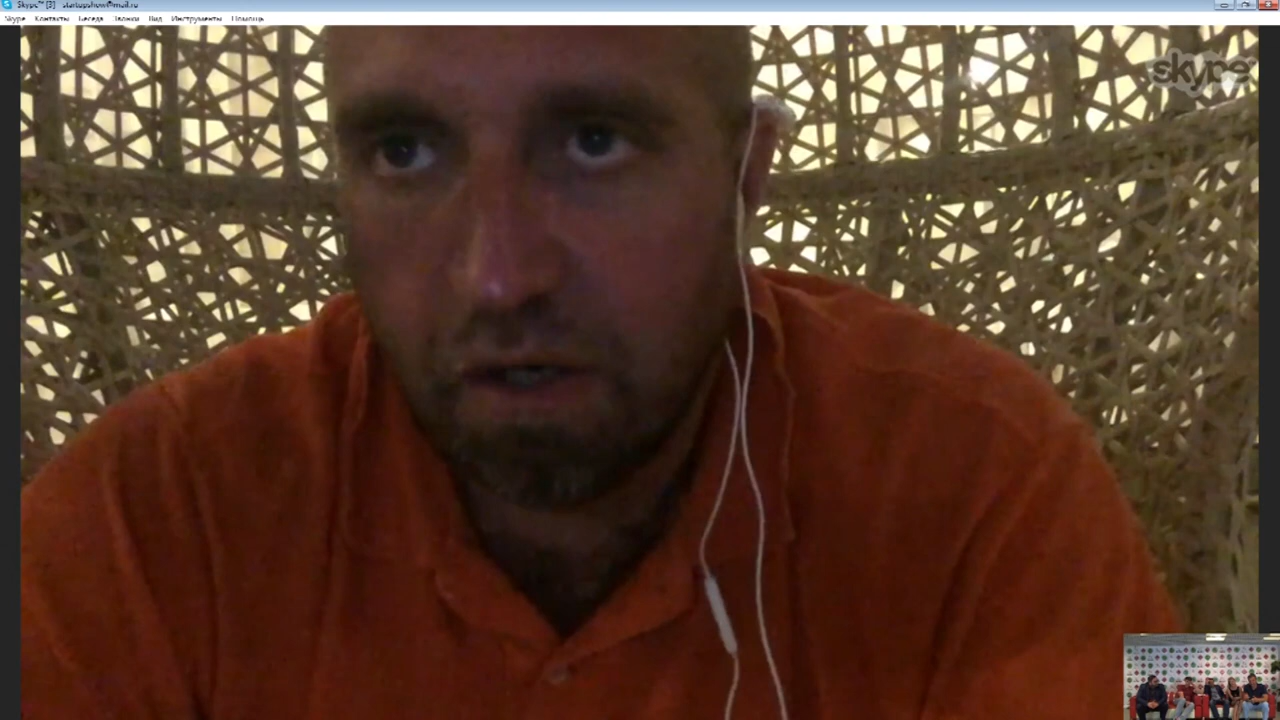 Skype™ [3] - startupshow@mail.ru
Skype Контакты Беседа Звонки Вид Инструменты Помощь
skype